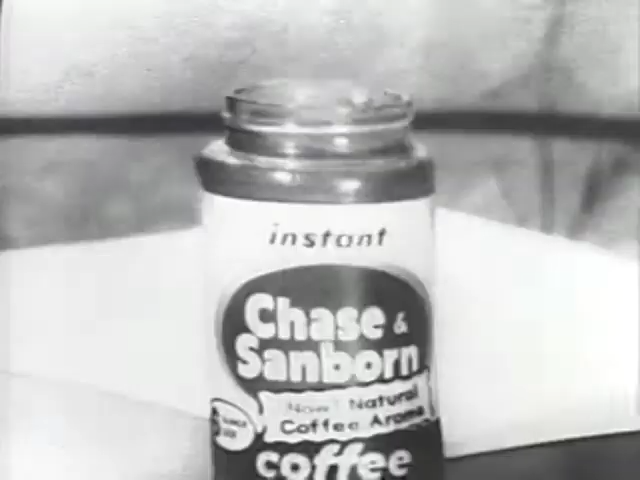 instant
Chase &
Sanborn
Now! Natural
Coffee Aroma
coffee